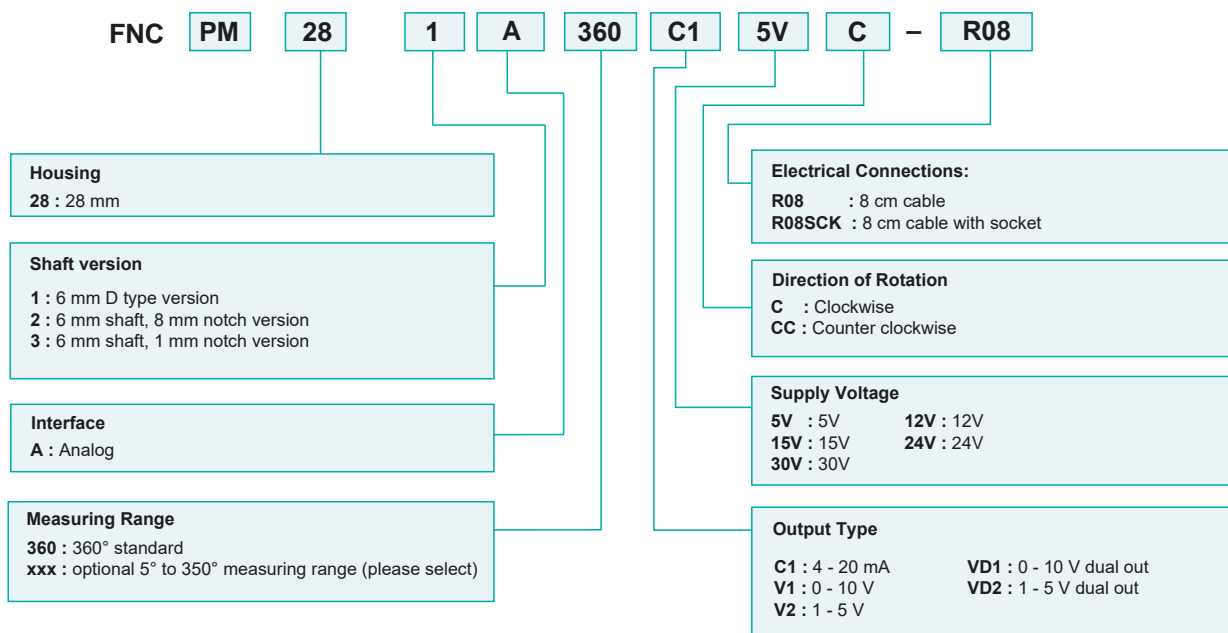 FNC PM 28 1 A 360 C1 5V C – R08
Housing
28 : 28 mm
Shaft version
1 : 6 mm D type version
2 : 6 mm shaft, 8 mm notch version
3 : 6 mm shaft, 1 mm notch version
Interface
A : Analog
Measuring Range
360 : 360° standard
xxx : optional 5° to 350° measuring range (please select)
Electrical Connections:
R08 : 8 cm cable
R08SCK : 8 cm cable with socket
Direction of Rotation
C : Clockwise
CC : Counter clockwise
Supply Voltage
5V : 5V 12V : 12V
15V : 15V 24V : 24V
30V : 30V
Output Type
C1 : 4 - 20 mA VD1 : 0 - 10 V dual out
V1 : 0 - 10 V VD2 : 1 - 5 V dual out
V2 : 1 - 5 V